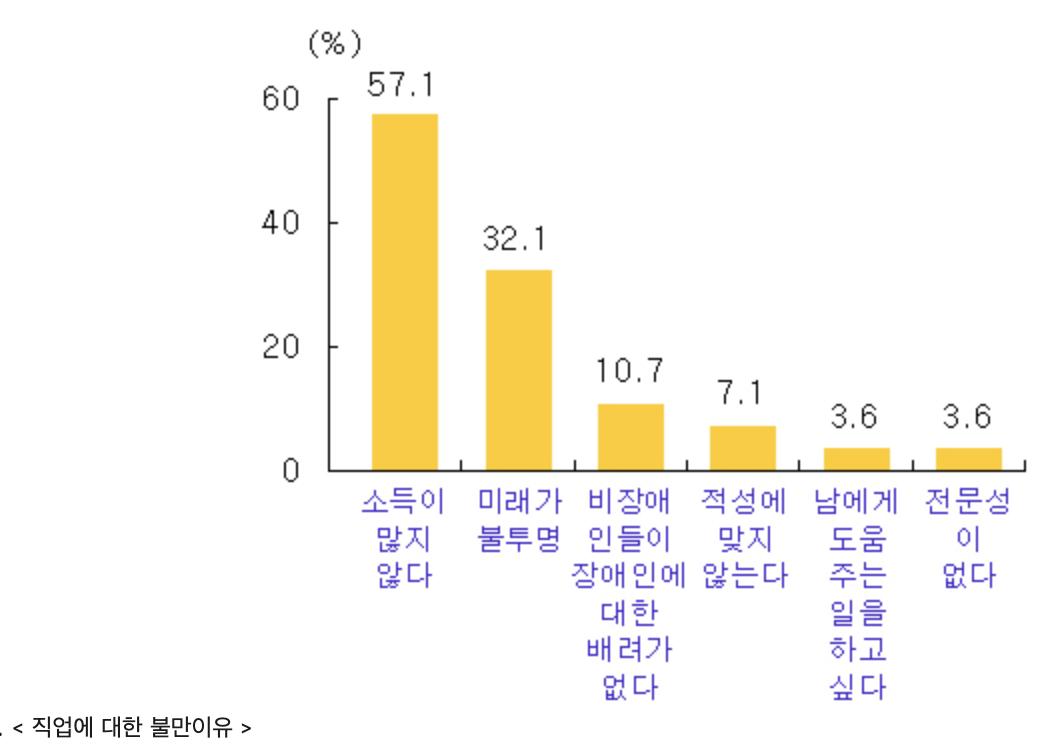 (%)
57.1
60
40
32.1
20
10.7
7.1
3.6
3.6
0
소득이 미래가 비장애 적성에 남에게 전문성
많지 불투명 인들이 맞지 도움 이
않다 장애인에 않는다 주는 없다
대한 일을
배려가 하고
없다 싶다
. < 직업에 대한 불만이유 >